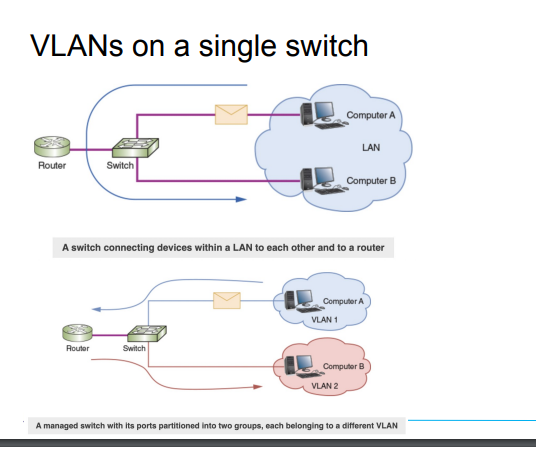 VLANs on a single switch
Computer A
LAN
Router
Switch
Computer B
A switch connecting devices within a LAN to each other and to a router
Computer A
VLAN 1
Router
Switch
Computer B
VLAN 2
A managed switch with its ports partitioned into two groups, each belonging to a different VLAN